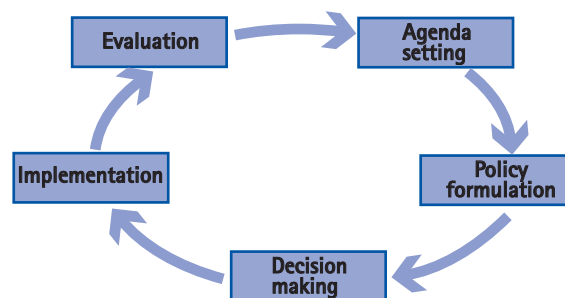 Evaluation
Agenda
setting
Policy
formulation
Decision
making
Implementation